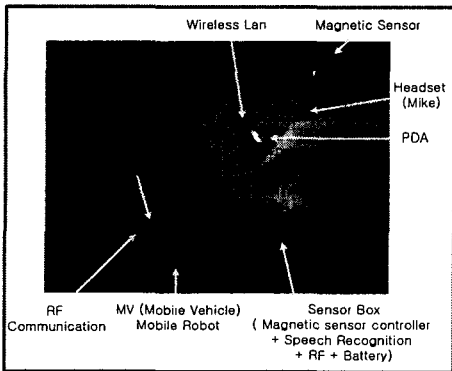 Wireless Lan
Magnetic Sensor
Headset
(Mike)
PDA
RF
Communication
MV (Mobile Vehicle)
Mobile Robot
Sensor Box
( Magnetic sensor controller
+ Speech Recognition
+ RF + Battery)